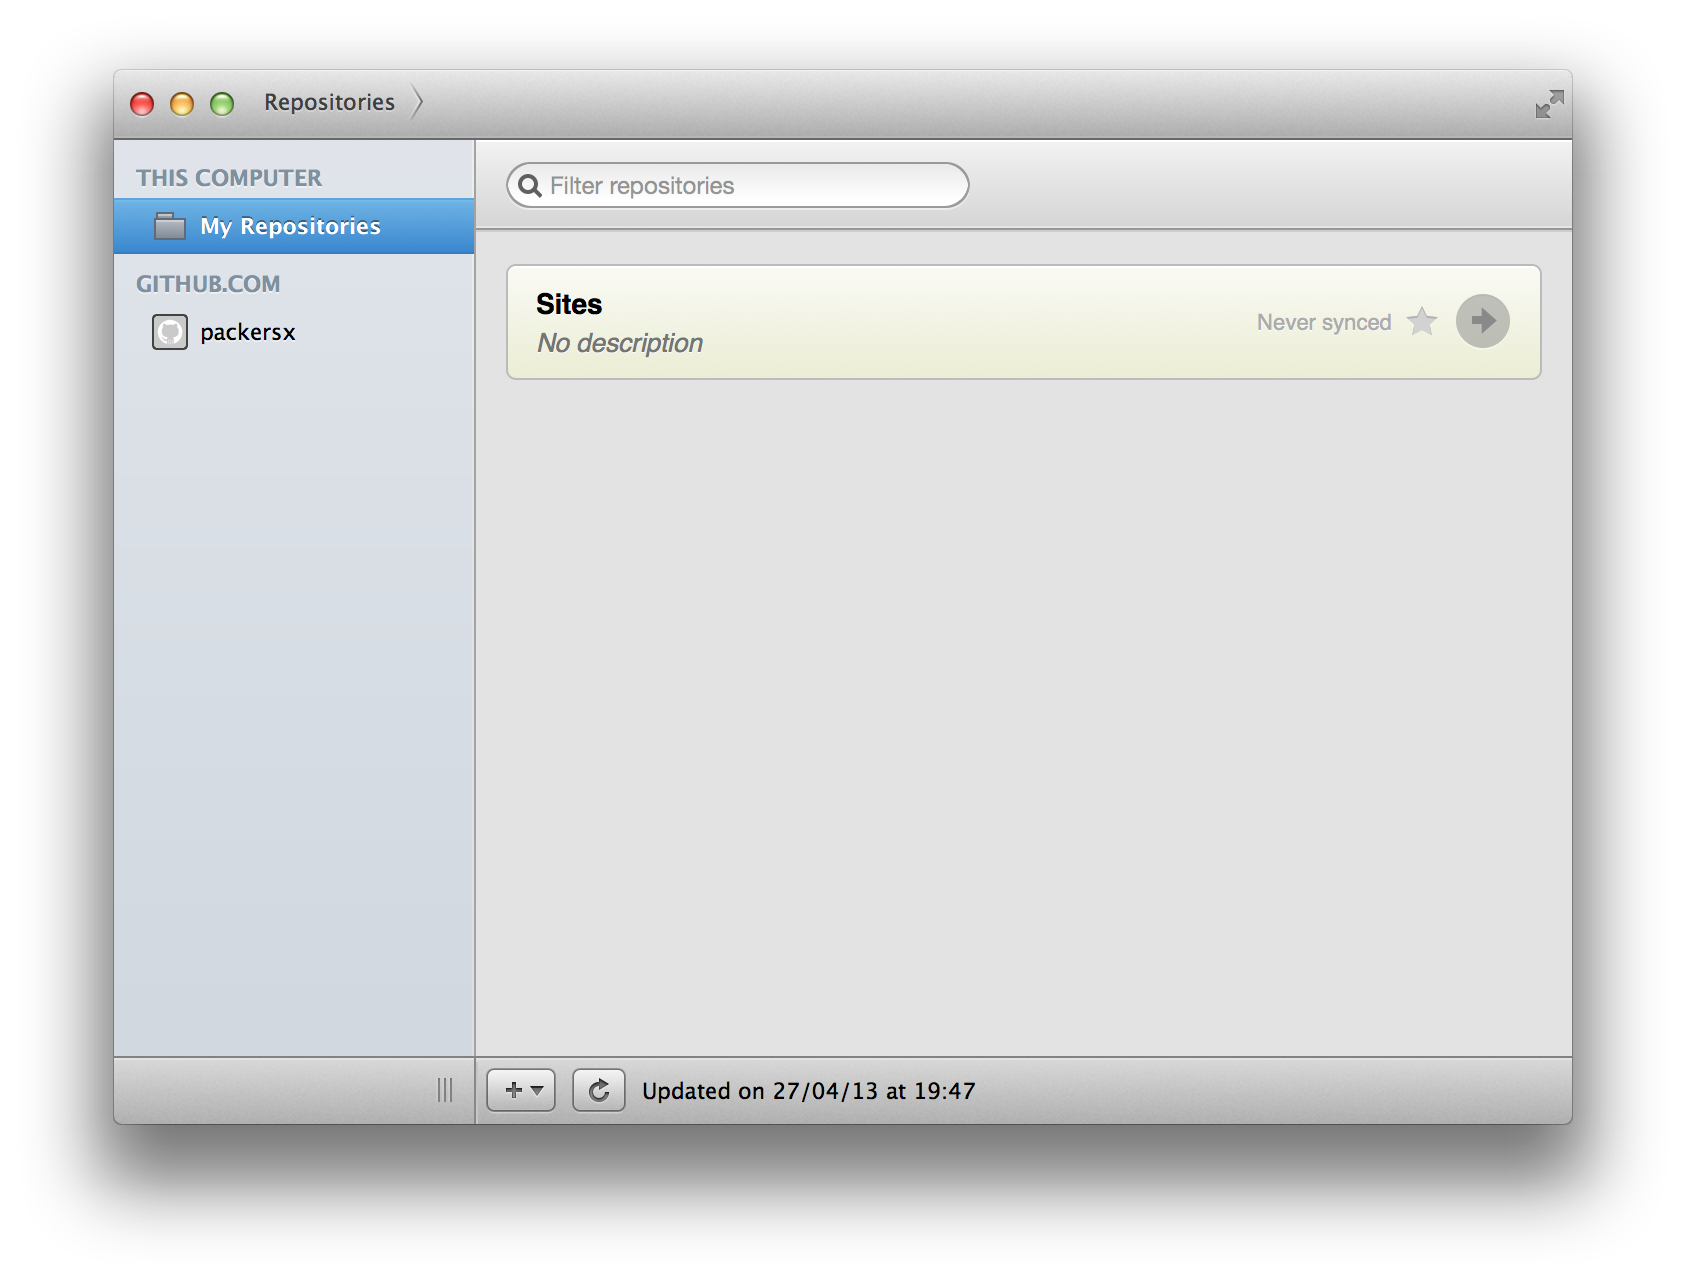 Repositories
THIS COMPUTER
My Repositories
GITHUB.COM
packersx
Filter repositories
Sites
No description
Never synced
Updated on 27/04/13 at 19:47